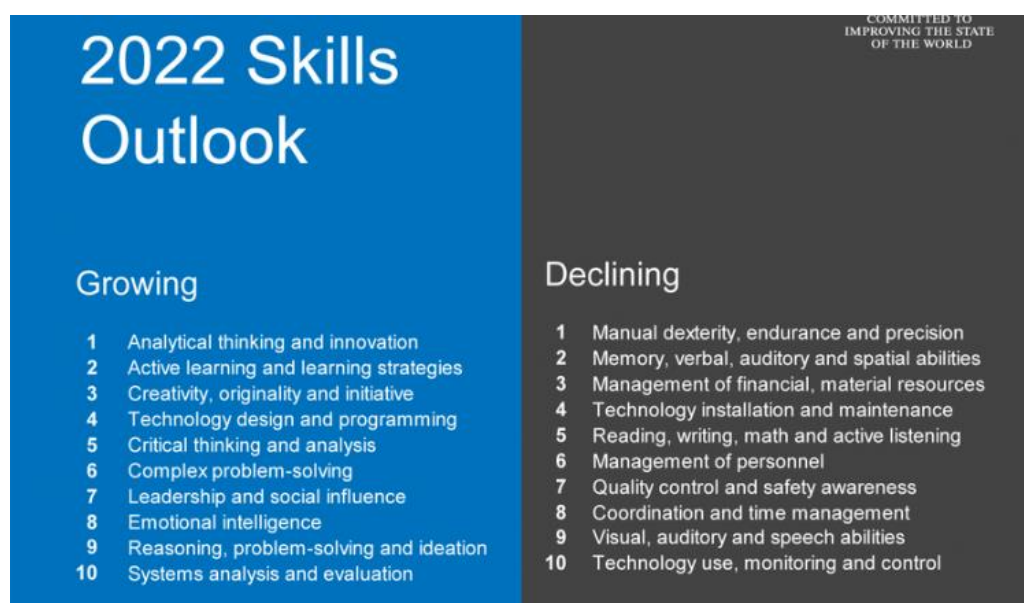 COMMITTED TO
IMPROVING THE STATE
OF THE WORLD
2022 Skills
Outlook
Growing
1 Analytical thinking and innovation
2 Active learning and learning strategies
3 Creativity, originality and initiative
4 Technology design and programming
5 Critical thinking and analysis
6 Complex problem-solving
7 Leadership and social influence
8 Emotional intelligence
9 Reasoning, problem-solving and ideation
10 Systems analysis and evaluation
Declining
1 Manual dexterity, endurance and precision
2 Memory, verbal, auditory and spatial abilities
3 Management of financial, material resources
4 Technology installation and maintenance
5 Reading, writing, math and active listening
6 Management of personnel
7 Quality control and safety awareness
8 Coordination and time management
9 Visual, auditory and speech abilities
10 Technology use, monitoring and control